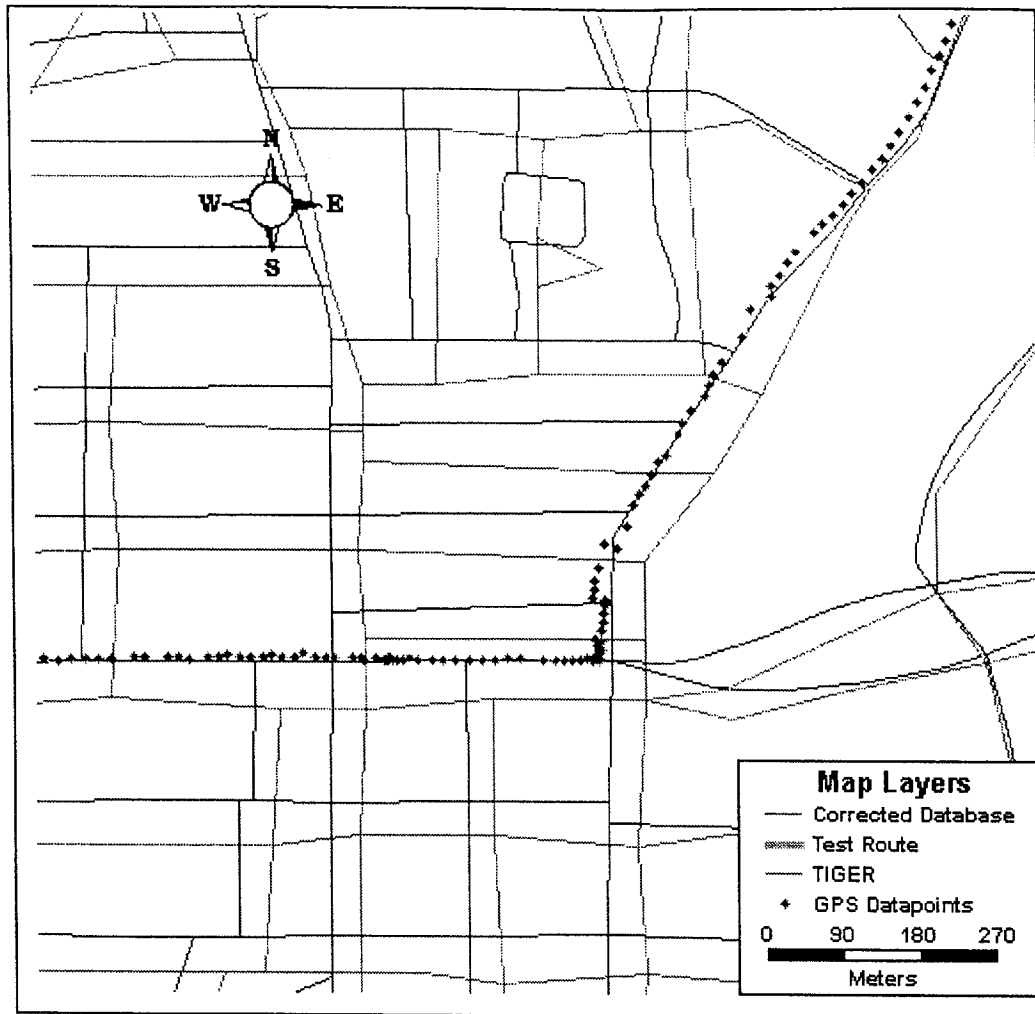 N
W E
S
Map Layers
Corrected Database
Test Route
TIGER
GPS Datapoints
0 90 180 270
Meters